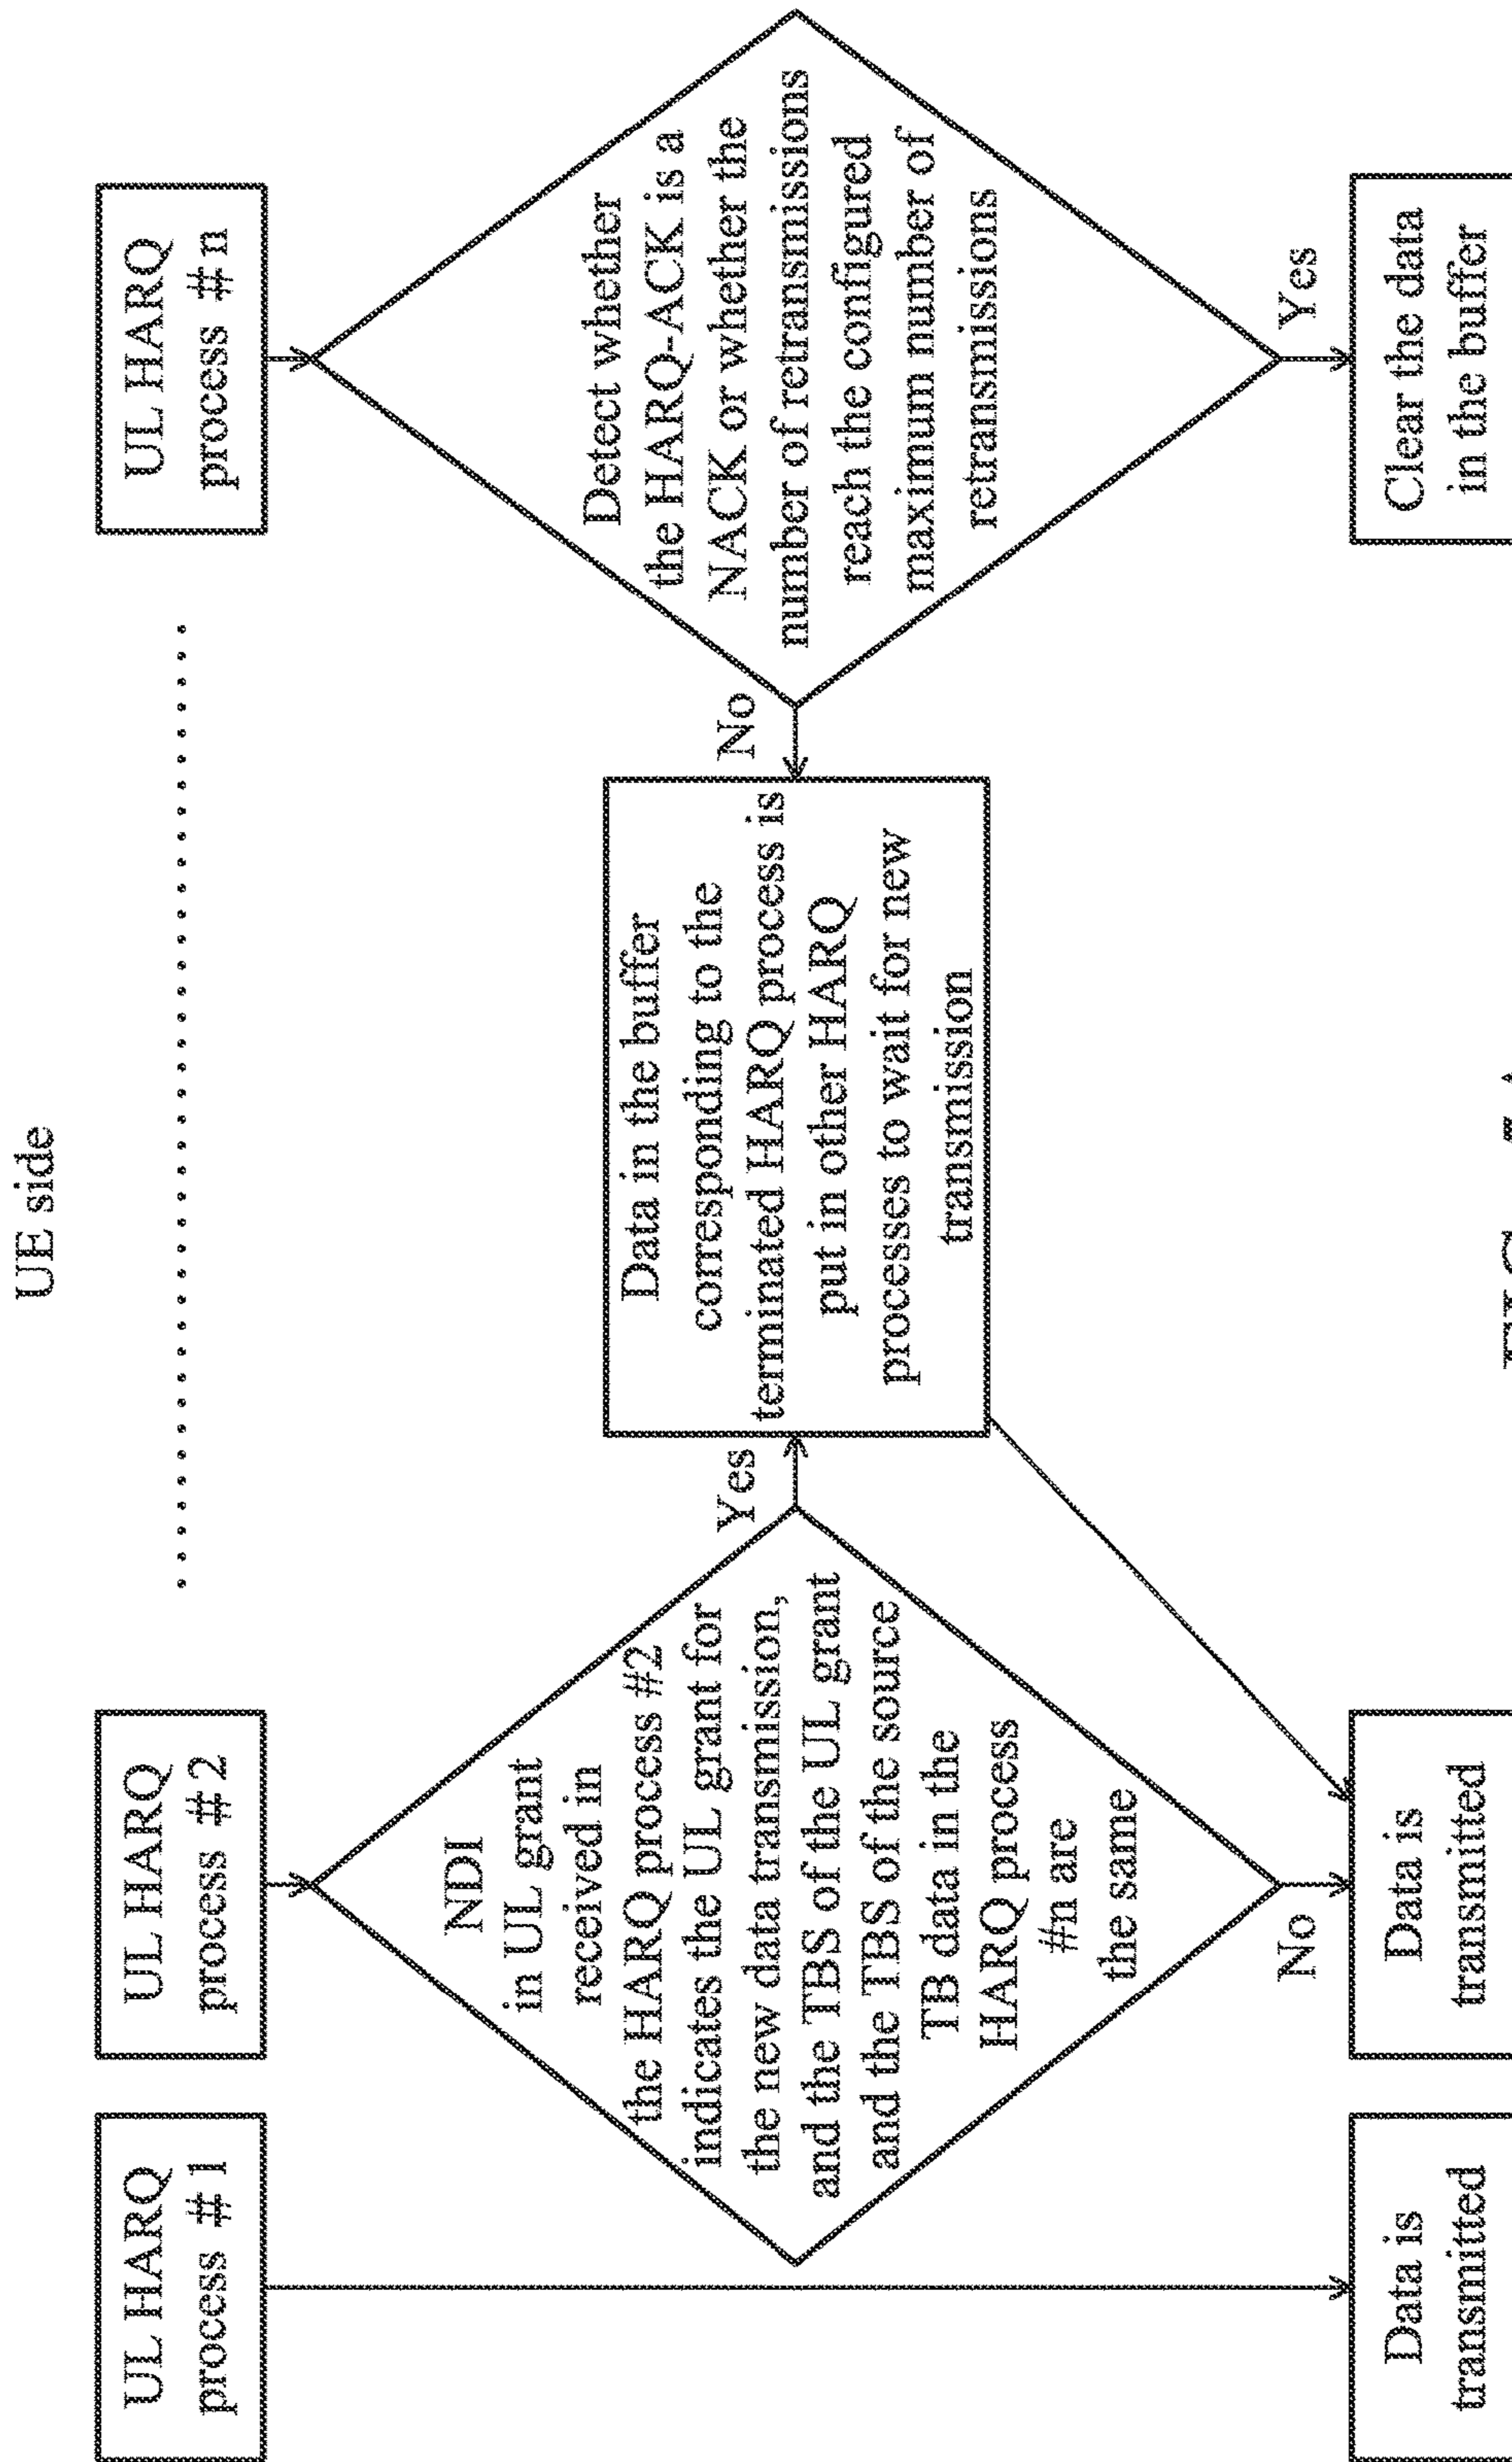 UE side
UL HARQ
process # 1
UL HARQ
process # 2
UL HARQ
process # n
NDI
in UL grant
received in
the HARQ process #2
indicates the UL grant for
the new data transmission,
and the TBS of the UL grant
and the TBS of the source
TB data in the
HARQ process
#n are
the same
Yes
No
Data in the buffer
corresponding to the
terminated HARQ process is
put in other HARQ
processes to wait for new
transmission
Detect whether
the HARQ-ACK is a
NACK or whether the
number of retransmissions
reach the configured
maximum number of
retransmissions
No
Yes
Data is
transmitted
Data is
transmitted
Clear the data
in the buffer